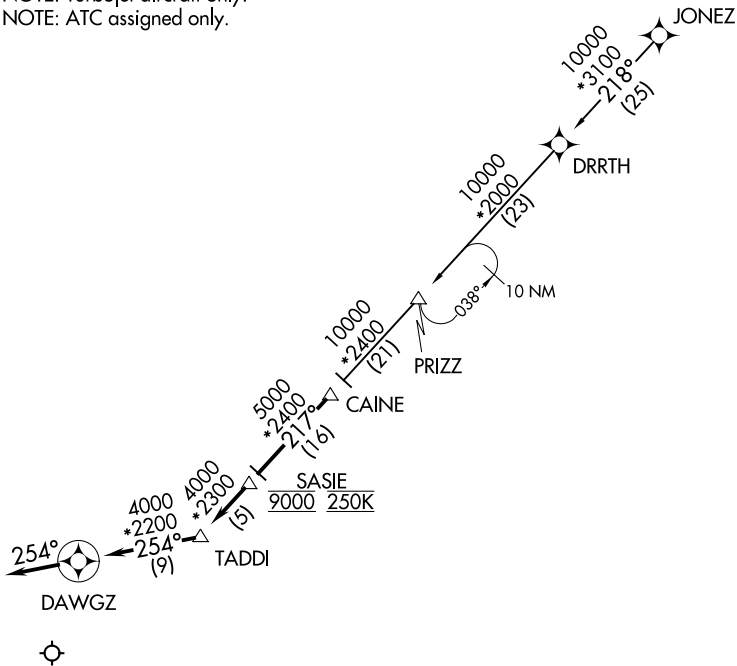 NOTE: Turbojet aircraft only.
NOTE: ATC assigned only.
JONEZ
10000
*3100
218°
(25)
DRRTH
10000
*2000
(23)
10 NM
038°
PRIZZ
10000
*2400
(21)
CAINE
5000
*2400
217°
(16)
SASIE
9000 250K
4000
*2300
(5)
TADDI
4000
*2200
254°
(9)
254°
DAWGZ